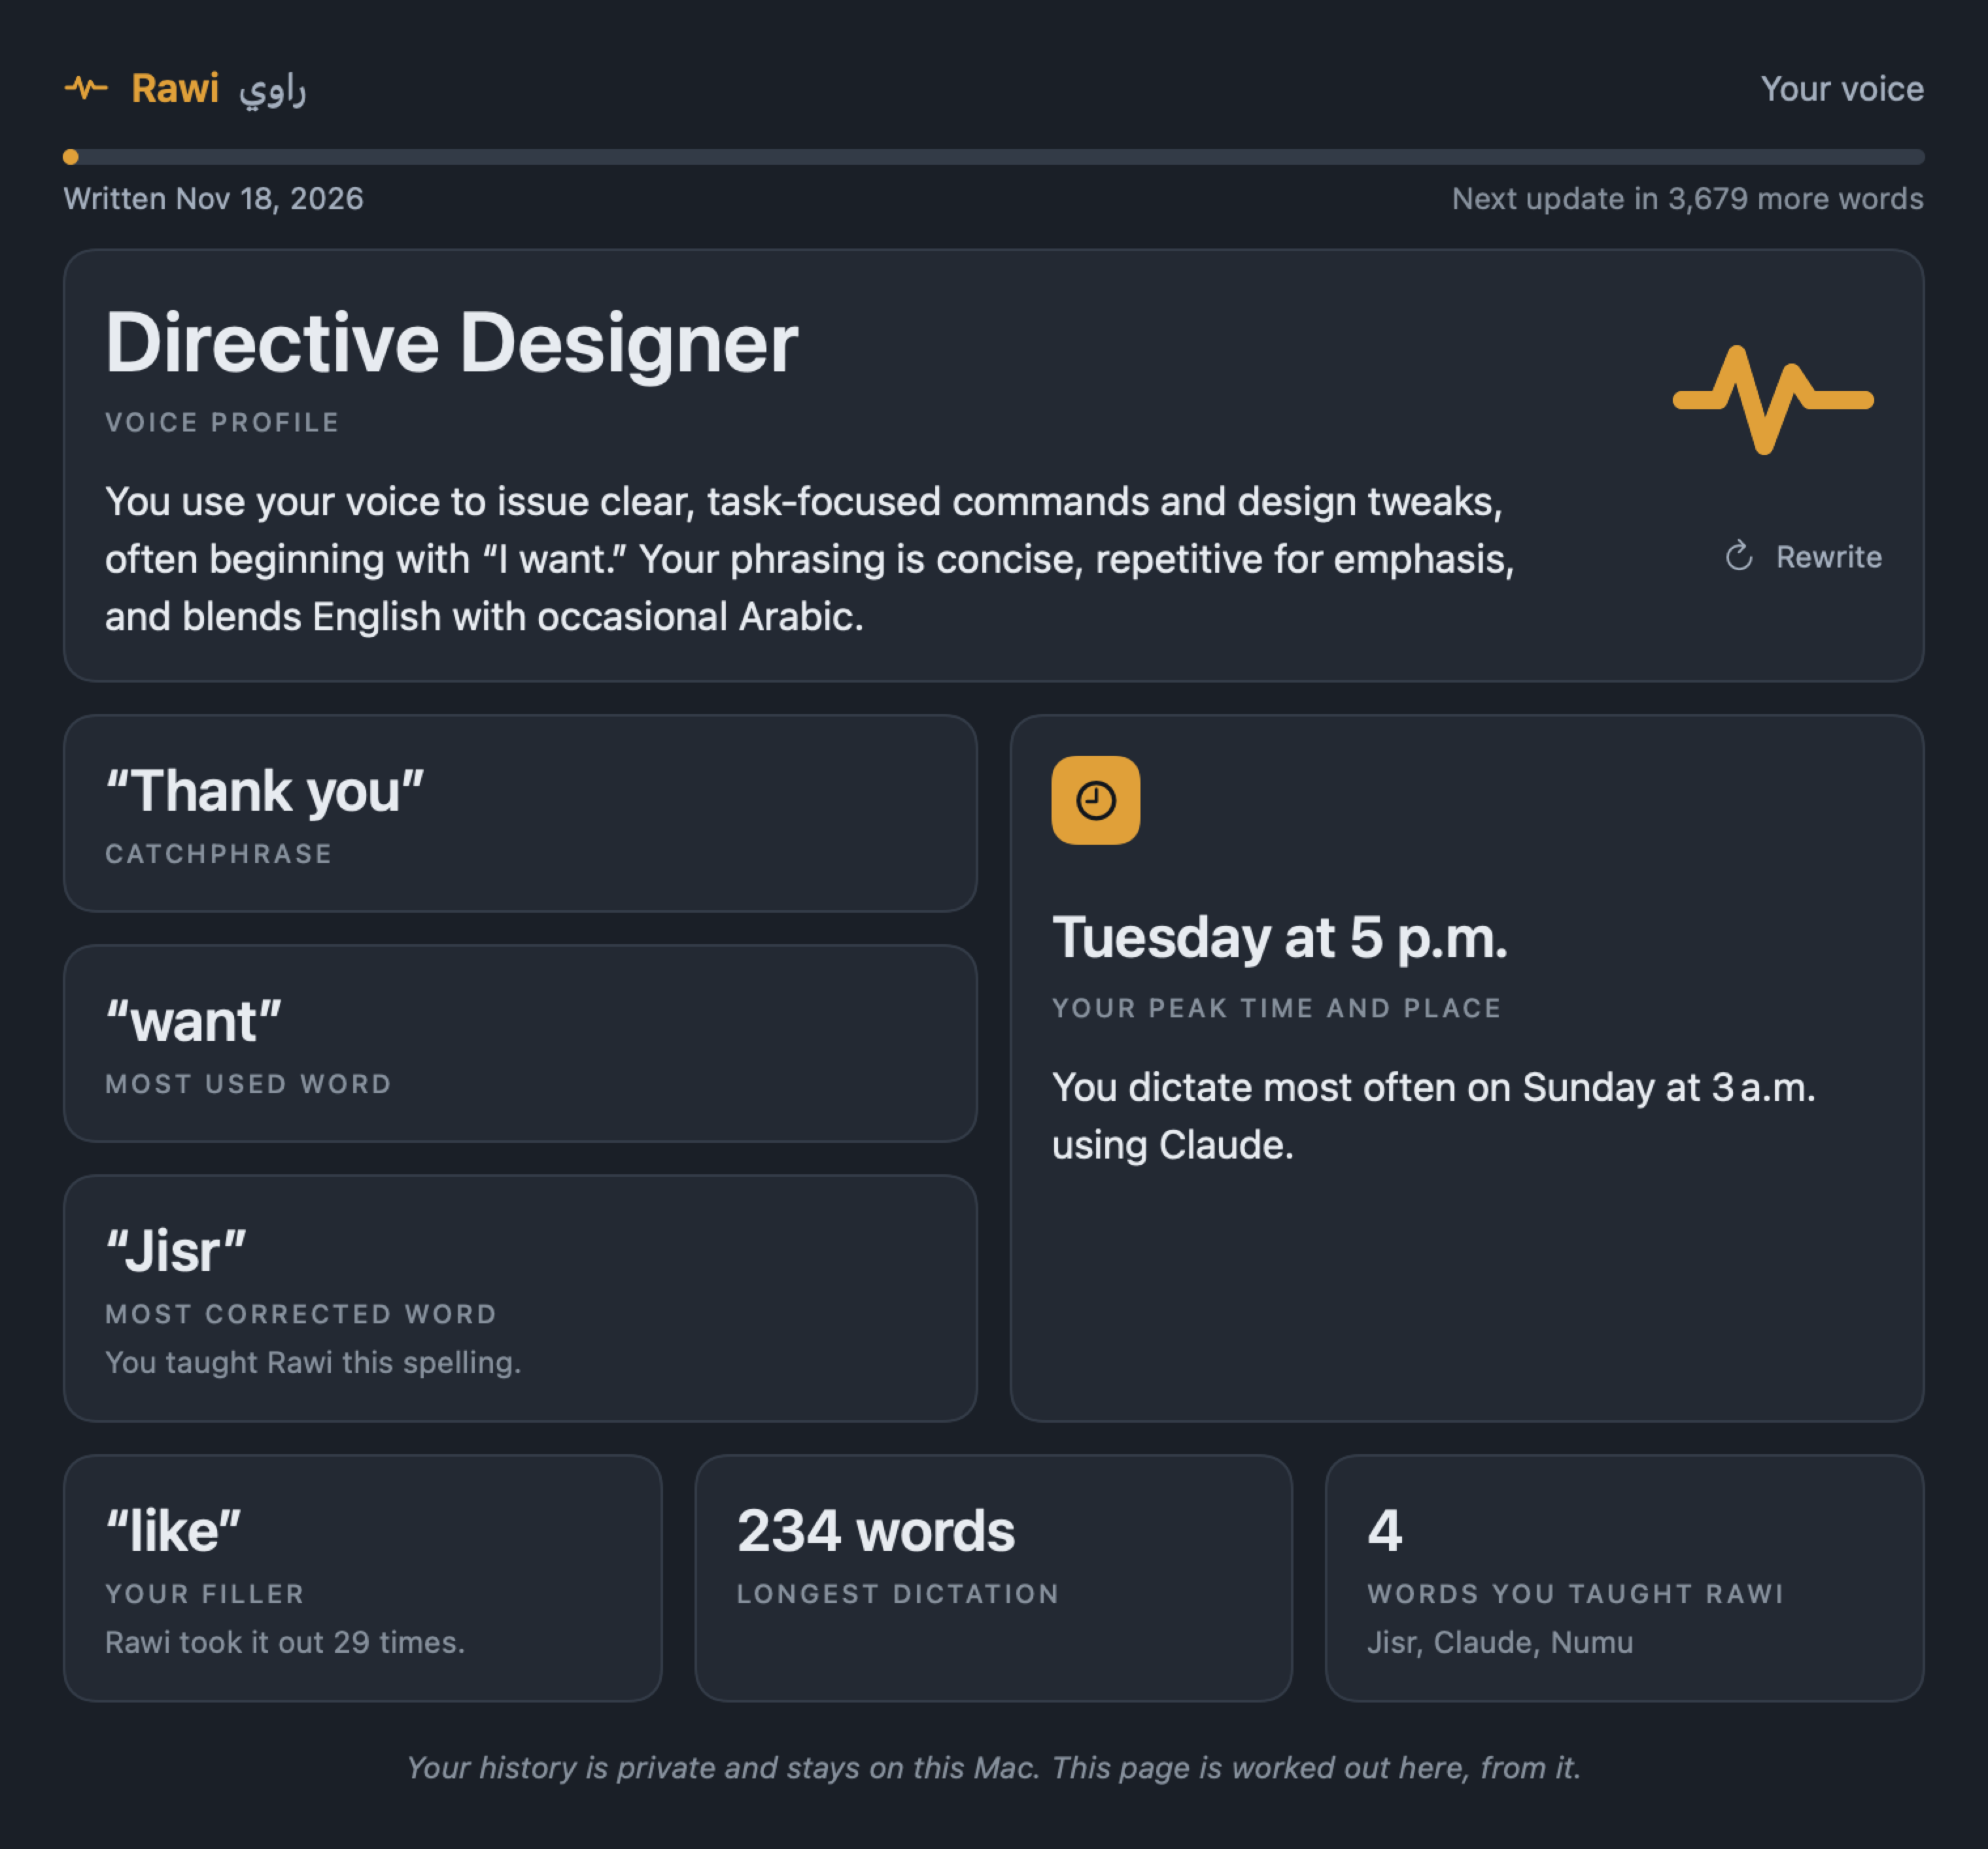 Rawi راوي
Your voice
Written Nov 18, 2026
Next update in 3,679 more words
Directive Designer
VOICE PROFILE
You use your voice to issue clear, task-focused commands and design tweaks,
often beginning with “I want.” Your phrasing is concise, repetitive for emphasis,
and blends English with occasional Arabic.
Rewrite
“Thank you”
CATCHPHRASE
“want”
MOST USED WORD
“Jisr”
MOST CORRECTED WORD
You taught Rawi this spelling.
Tuesday at 5 p.m.
YOUR PEAK TIME AND PLACE
You dictate most often on Sunday at 3 a.m.
using Claude.
“like”
YOUR FILLER
Rawi took it out 29 times.
234 words
LONGEST DICTATION
4
WORDS YOU TAUGHT RAWI
Jisr, Claude, Numu
Your history is private and stays on this Mac. This page is worked out here, from it.